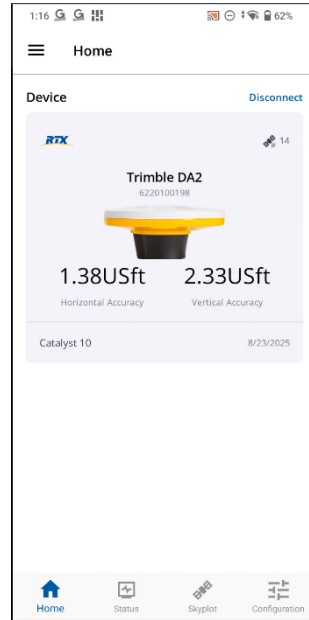 1:16 G G 62%
Home
Device Disconnect
RTX 14
Trimble DA2
6220100198
1.38USft 2.33USft
Horizontal Accuracy Vertical Accuracy
Catalyst 10 8/23/2025
Home Status Skyplot Configuration